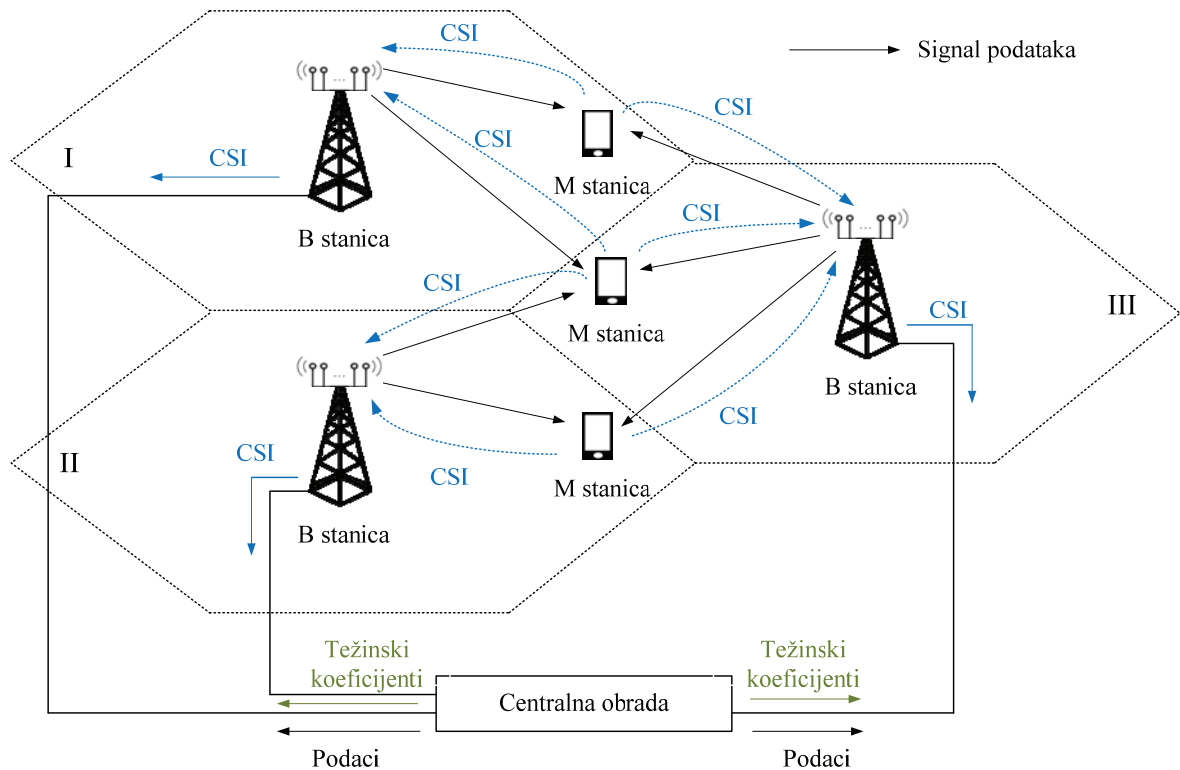 CSI
Signal podataka
CSI
CSI
I
CSI
M stanica
CSI
B stanica
CSI
III
CSI
M stanica
B stanica
CSI
II
CSI
CSI
M stanica
B stanica
Težinski
koeficijenti
Težinski
koeficijenti
Centralna obrada
Podaci
Podaci